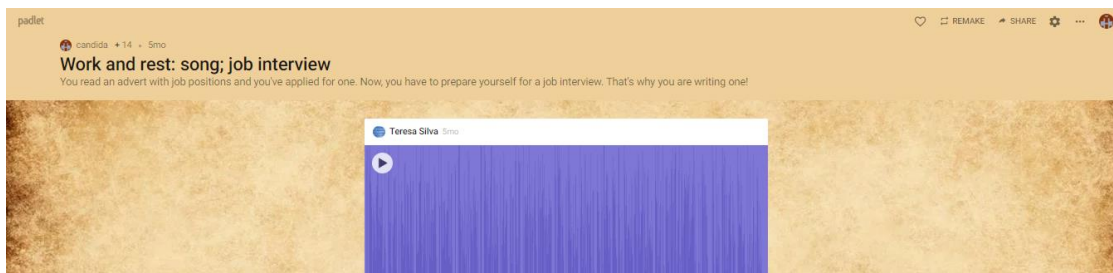 padlet
REMAKE SHARE
candida +14 • 5mo
Work and rest: song; job interview
You read an advert with job positions and you've applied for one. Now, you have to prepare yourself for a job interview. That's why you are writing one!
Teresa Silva 5mo